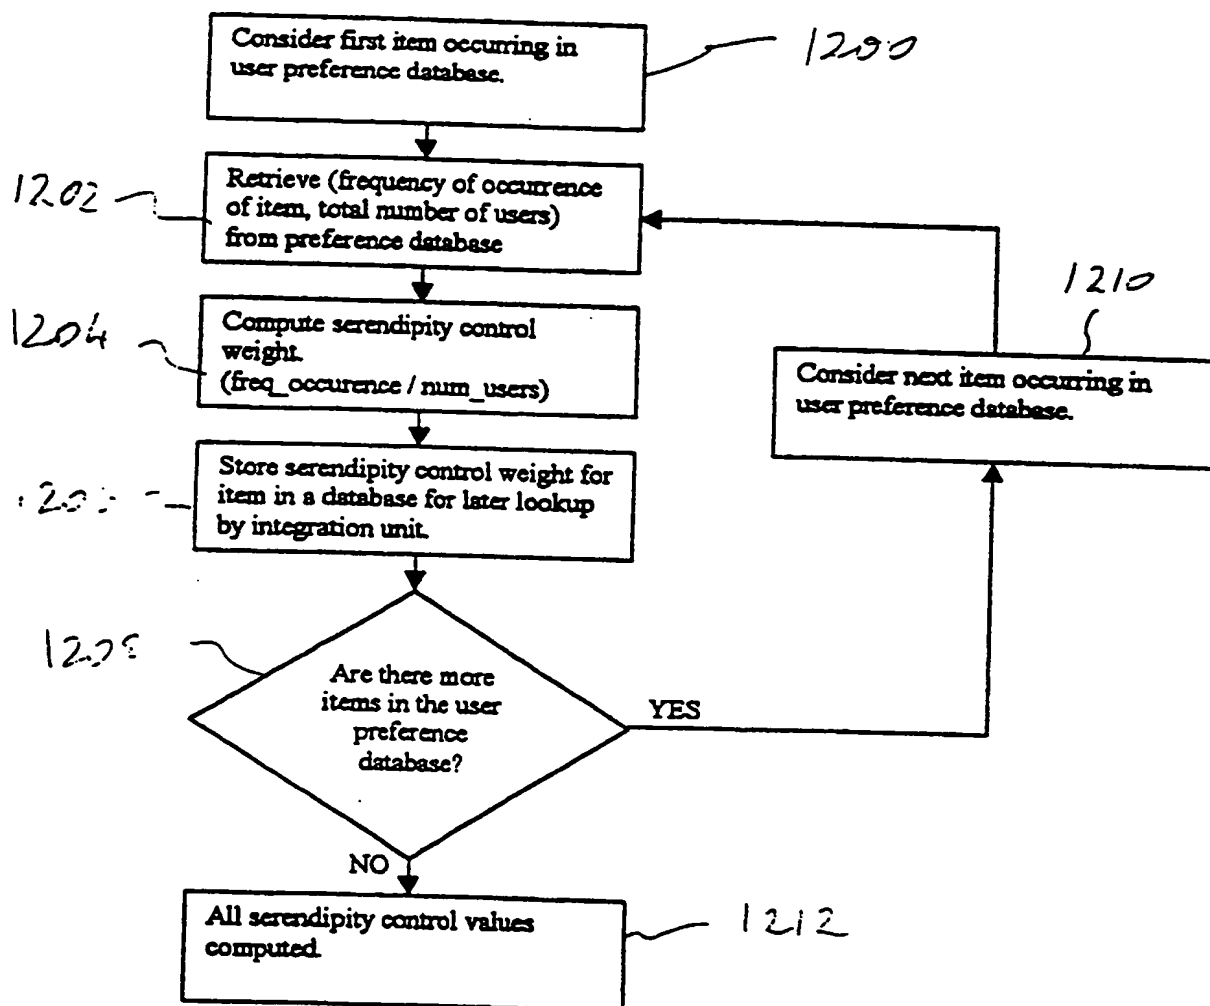 Consider first item occurring in
user preference database.
1200
1202
Retrieve (frequency of occurrence
of item, total number of users)
from preference database
1210
1204
Compute serendipity control
weight.
(freq_occurence / num_users)
Consider next item occurring in
user preference database.
Store serendipity control weight for
item in a database for later lookup
by integration unit.
Are there more
items in the user
preference
database?
YES
NO
All serendipity control values
computed.
1212